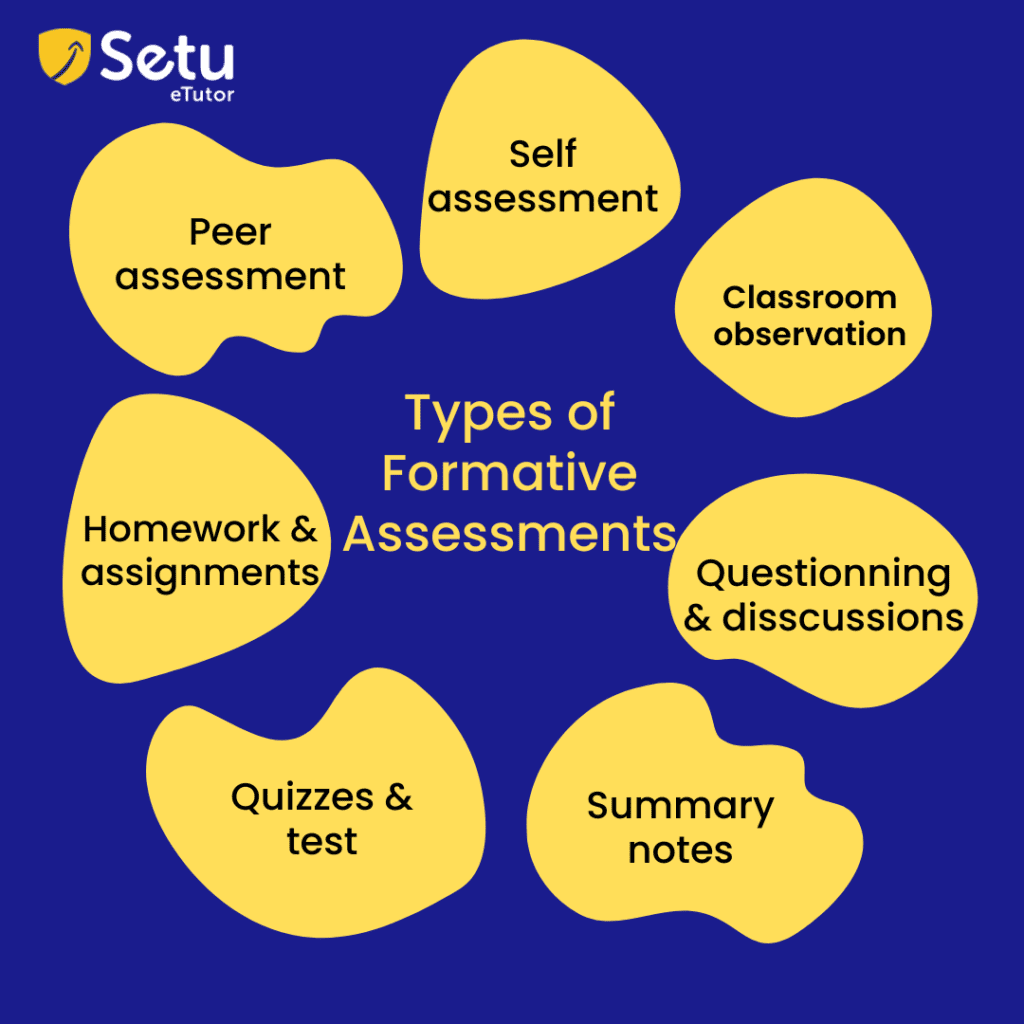 Setu
eTutor
Self
assessment
Peer
assessment
Classroom
observation
Types of
Formative
Assessments
Homework &
assignments
Questionning
& disscussions
Quizzes &
test
Summary
notes